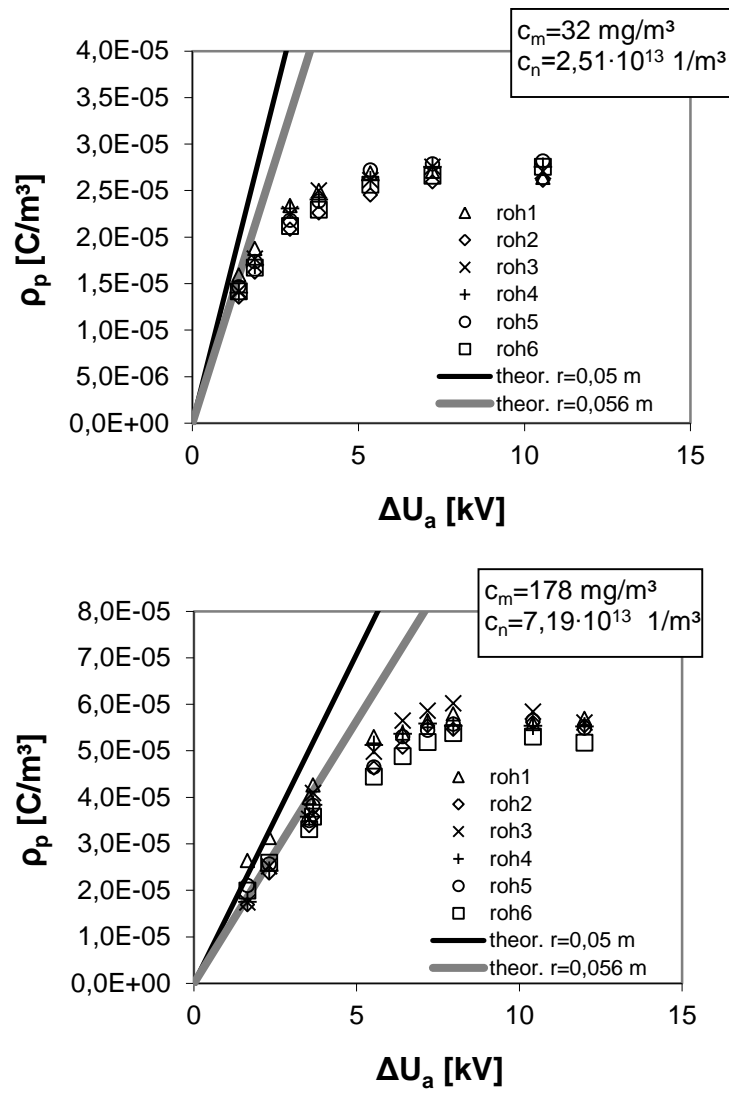 c_m=32 mg/m³
c_n=2,51·10¹³ 1/m³
4,0E-05
3,5E-05
3,0E-05
2,5E-05
2,0E-05
1,5E-05
1,0E-05
5,0E-06
0,0E+00
ρ_p [C/m³]
roh1
roh2
roh3
roh4
roh5
roh6
theor. r=0,05 m
theor. r=0,056 m
0 5 10 15
ΔU_a [kV]
c_m=178 mg/m³
c_n=7,19·10¹³ 1/m³
8,0E-05
7,0E-05
6,0E-05
5,0E-05
4,0E-05
3,0E-05
2,0E-05
1,0E-05
0,0E+00
ρ_p [C/m³]
roh1
roh2
roh3
roh4
roh5
roh6
theor. r=0,05 m
theor. r=0,056 m
0 5 10 15
ΔU_a [kV]